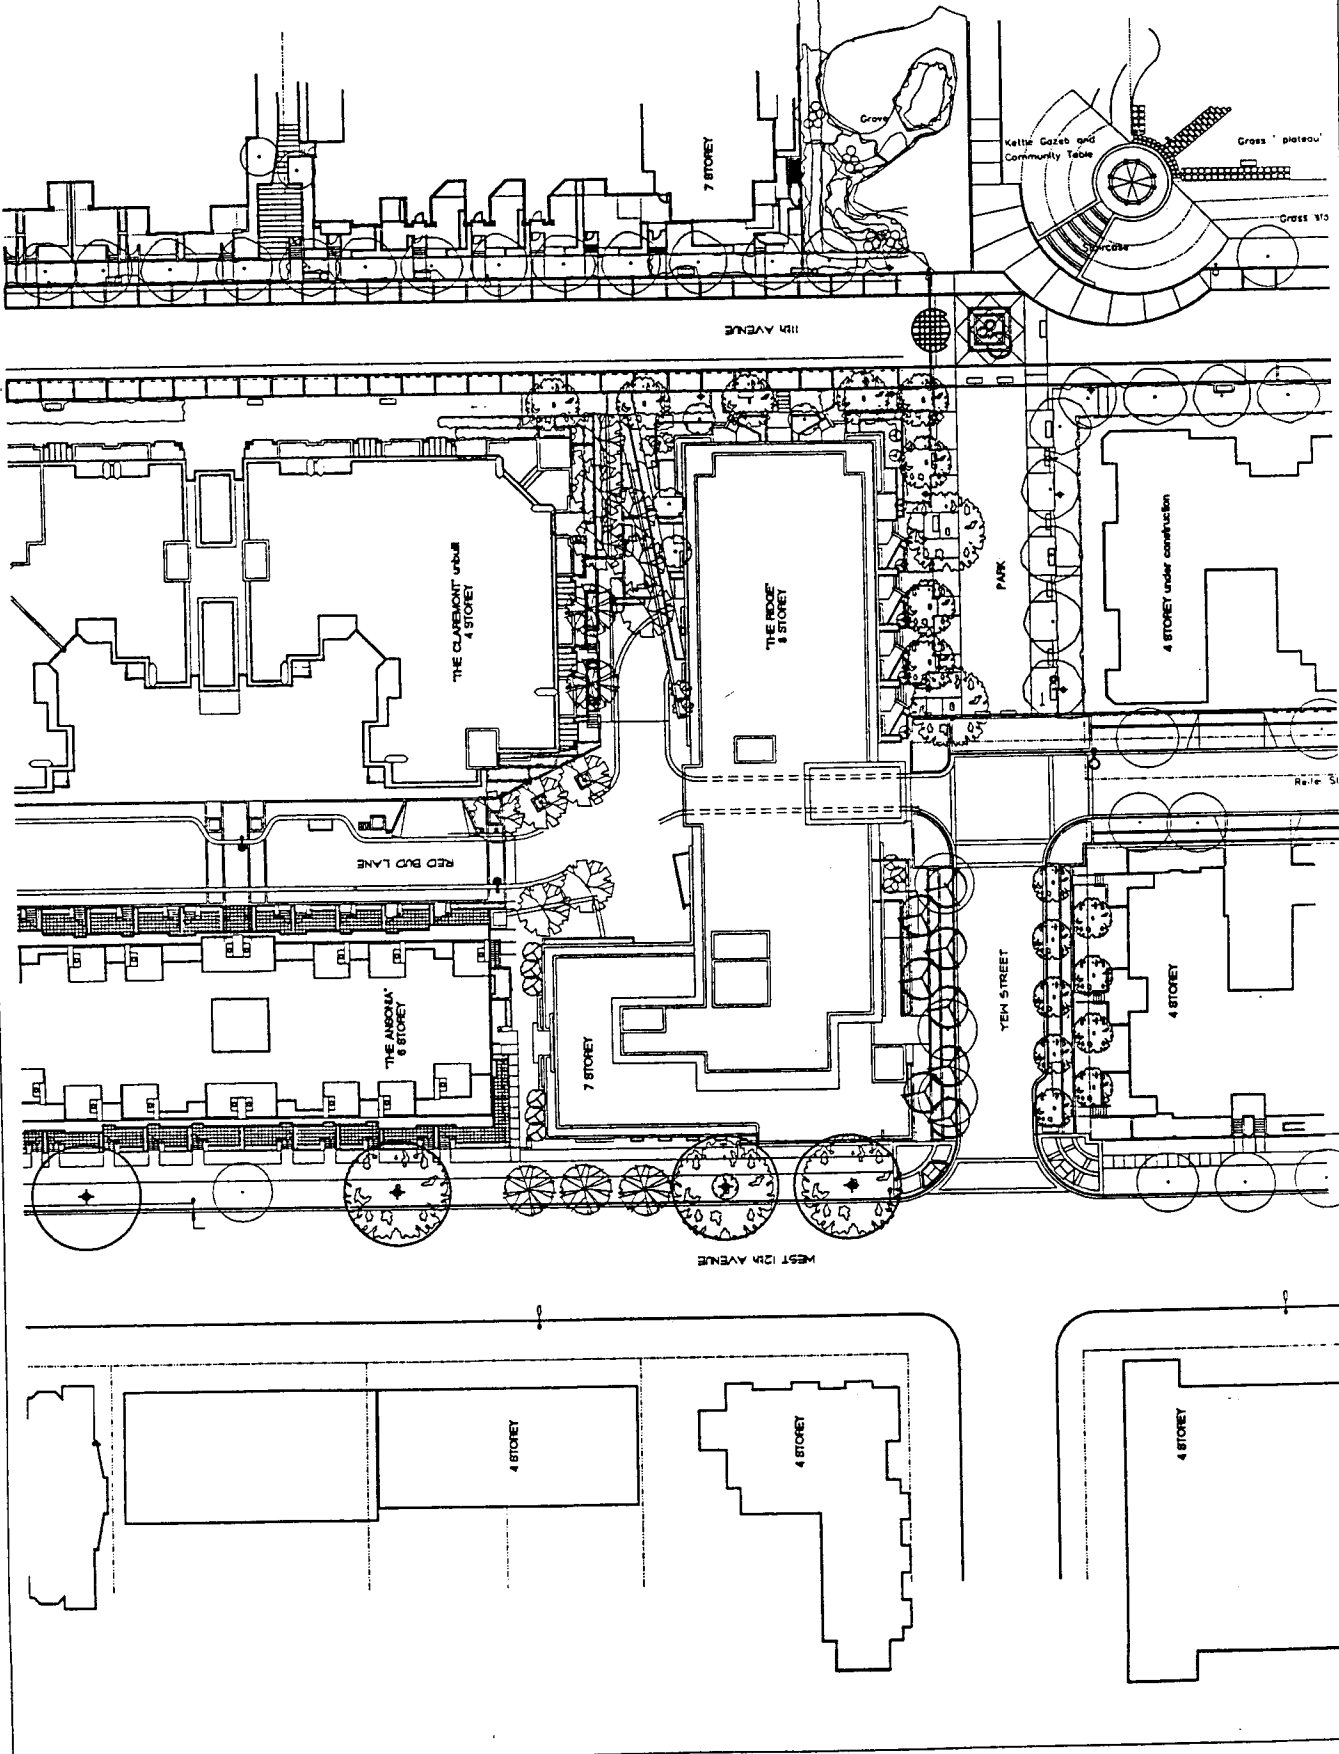 7 STOREY
Grove
Keltie Gazeb and
Community Table
Grass ' plateau'
Grass
Staircase
11th AVENUE
"THE CLAREMONT" unbuilt
4 STOREY
"THE RIDGE"
8 STOREY
PARK
4 STOREY under construction
RED BUD LANE
"THE ANSONIA"
6 STOREY
7 STOREY
YEW STREET
4 STOREY
WEST 12th AVENUE
4 STOREY
4 STOREY
4 STOREY